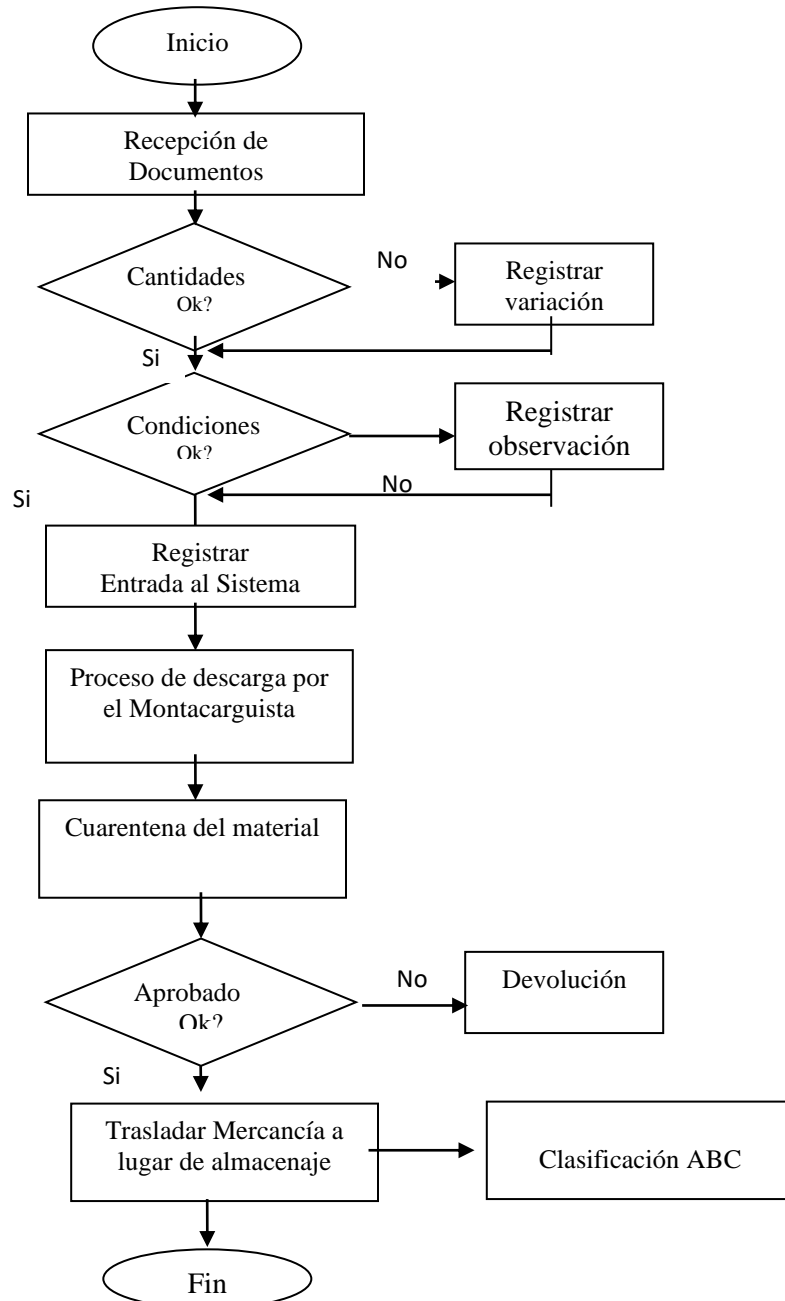 Inicio
Recepción de
Documentos
Cantidades
Ok?
No
Registrar
variación
Si
Condiciones
Ok?
Registrar
observación
No
Si
Registrar
Entrada al Sistema
Proceso de descarga por
el Montacarguista
Cuarentena del material
Aprobado
Ok?
No
Devolución
Si
Trasladar Mercancía a
lugar de almacenaje
Clasificación ABC
Fin